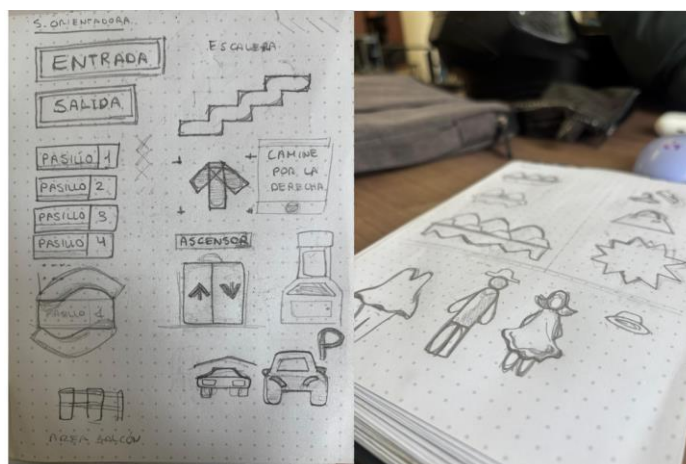 S. ORIENTADORA
ESCALERA
ENTRADA
SALIDA
PASILLO 1
PASILLO 2
PASILLO 3
PASILLO 4
CAMINE
POR LA
DERECHA
ASCENSOR
PASILLO 1
P
AREA